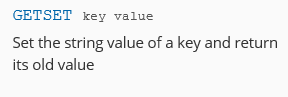 GETSET key value
Set the string value of a key and return
its old value